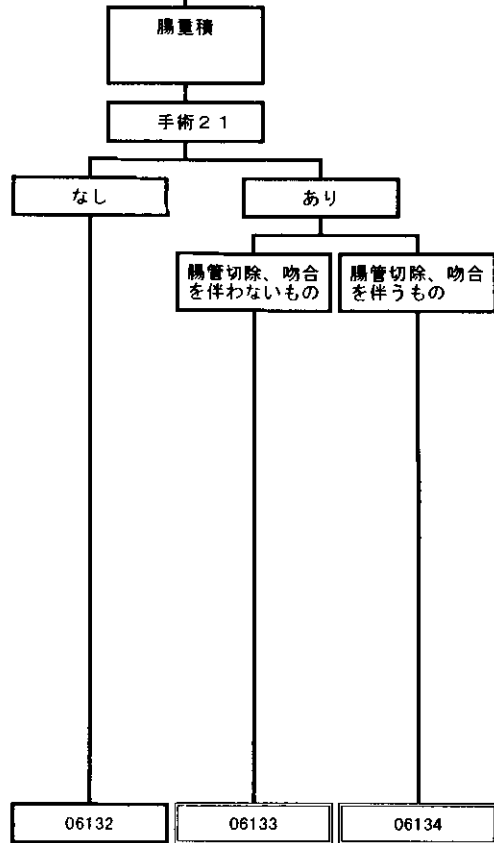 腸重積
手術21
なし
あり
腸管切除、吻合
を伴わないもの
腸管切除、吻合
を伴うもの
06132
06133
06134